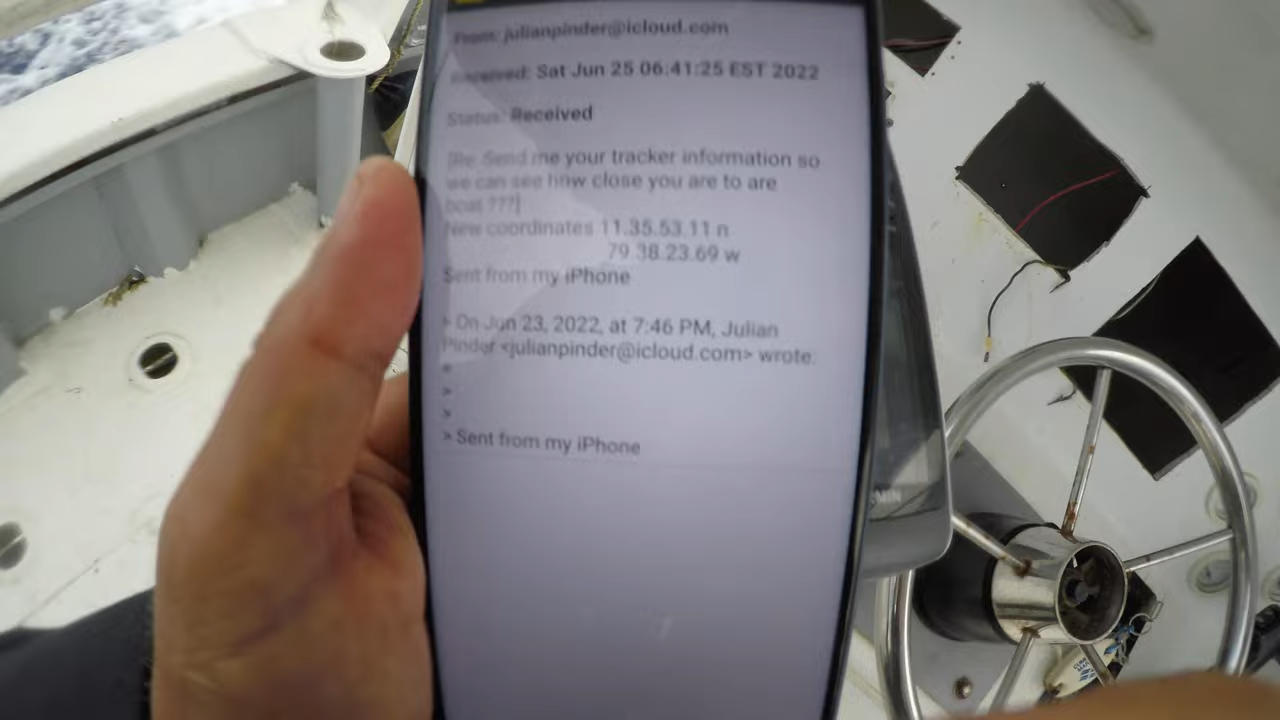 From: julianpinder@icloud.com
Received: Sat Jun 25 06:41:25 EST 2022
Status: Received
[Re: Send me your tracker information so
we can see how close you are to are
boat ???]
New coordinates 11.35.53.11 n
79.38.23.69 w
Sent from my iPhone
> On Jun 23, 2022, at 7:46 PM, Julian
Pinder <julianpinder@icloud.com> wrote:
>
>
>
> Sent from my iPhone